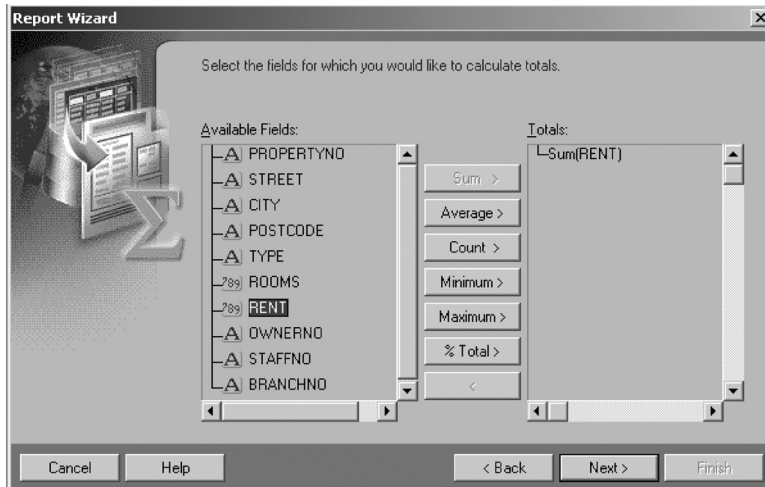 Report Wizard
Select the fields for which you would like to calculate totals.
Available Fields:
PROPERTYNO
STREET
CITY
POSTCODE
TYPE
ROOMS
RENT
OWNERNO
STAFFNO
BRANCHNO
Sum >
Average >
Count >
Minimum >
Maximum >
% Total >
<
Totals:
Sum(RENT)
Cancel Help < Back Next > Finish